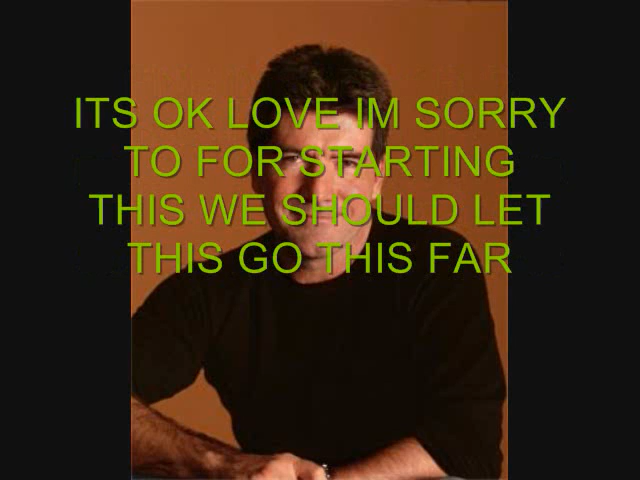 ITS OK LOVE IM SORRY
TO FOR STARTING
THIS WE SHOULD LET
THIS GO THIS FAR